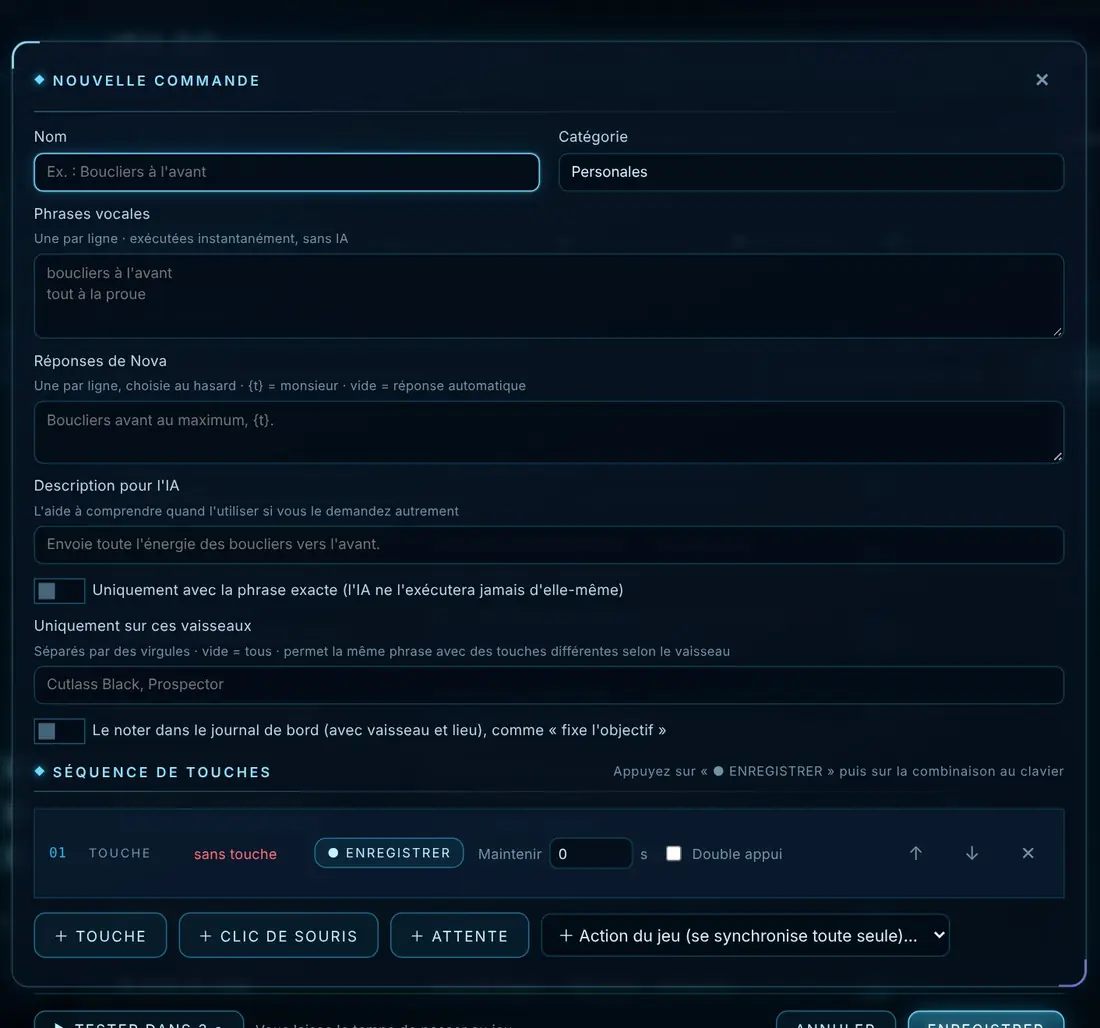 NOUVELLE COMMANDE
Nom
Catégorie
Ex. : Boucliers à l'avant
Personales
Phrases vocales
Une par ligne · exécutées instantanément, sans IA
boucliers à l'avant
tout à la proue
Réponses de Nova
Une par ligne, choisie au hasard · {t} = monsieur · vide = réponse automatique
Boucliers avant au maximum, {t}.
Description pour l'IA
L'aide à comprendre quand l'utiliser si vous le demandez autrement
Envoie toute l'énergie des boucliers vers l'avant.
Uniquement avec la phrase exacte (l'IA ne l'exécutera jamais d'elle-même)
Uniquement sur ces vaisseaux
Séparés par des virgules · vide = tous · permet la même phrase avec des touches différentes selon le vaisseau
Cutlass Black, Prospector
Le noter dans le journal de bord (avec vaisseau et lieu), comme « fixe l'objectif »
SÉQUENCE DE TOUCHES
Appuyez sur « ● ENREGISTRER » puis sur la combinaison au clavier
01 TOUCHE sans touche ● ENREGISTRER Maintenir 0 s Double appui
+ TOUCHE + CLIC DE SOURIS + ATTENTE + Action du jeu (se synchronise toute seule)...
TESTER DANS
ANNULER
ENREGISTRER